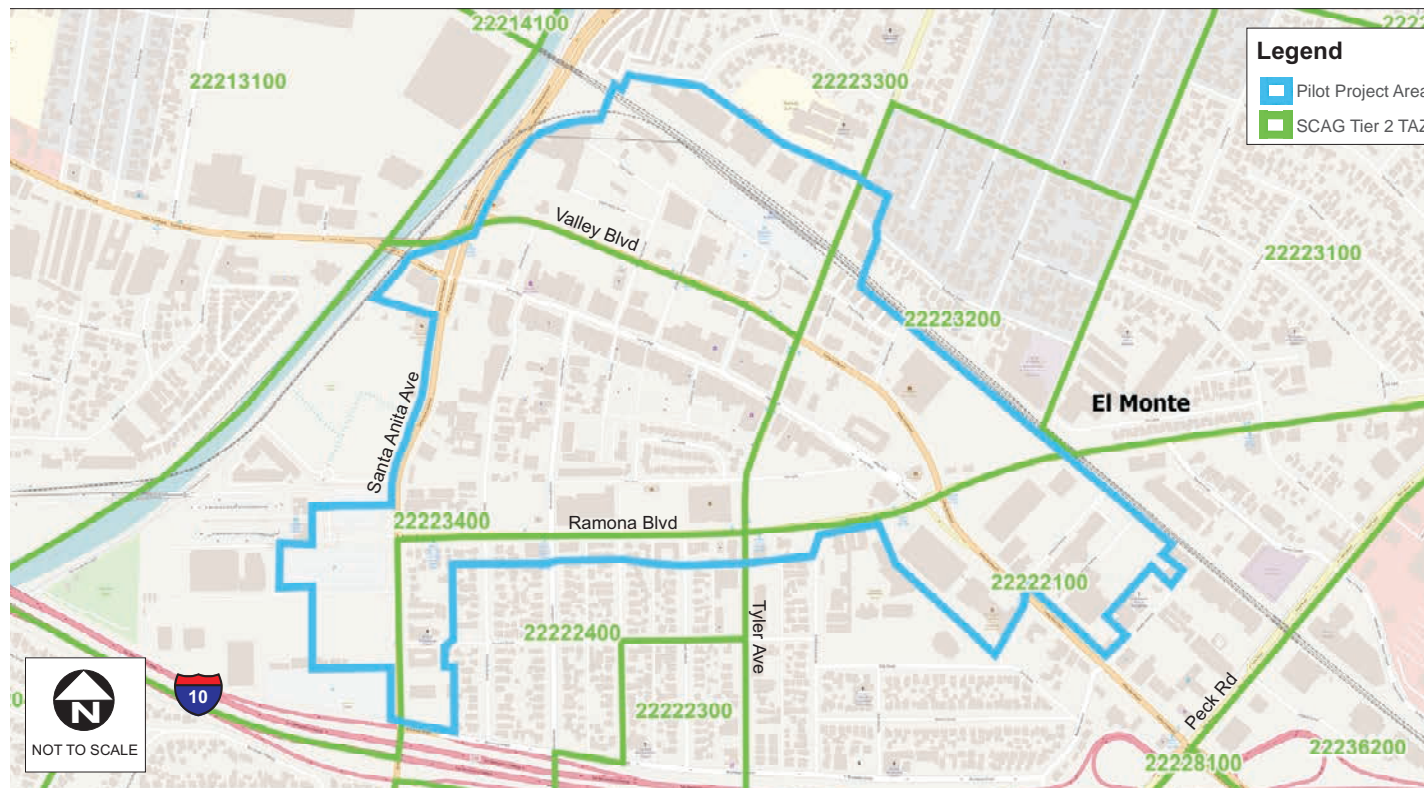 22214100
22213100
22223300
Legend
Pilot Project Area
SCAG Tier 2 TAZ
Valley Blvd
22223100
22223200
El Monte
Santa Anita Ave
22223400
Ramona Blvd
22222100
22222400
Tyler Ave
22222300
Peck Rd
10
N
NOT TO SCALE
22228100
22236200